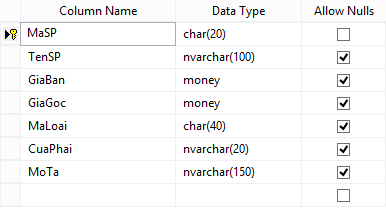 Column Name Data Type Allow Nulls
MaSP char(20)
TenSP nvarchar(100)
GiaBan money
GiaGoc money
MaLoai char(40)
CuaPhai nvarchar(20)
MoTa nvarchar(150)